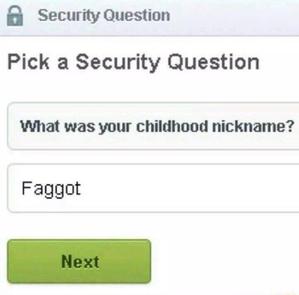 Security Question
Pick a Security Question
What was your childhood nickname?
Faggot
Next